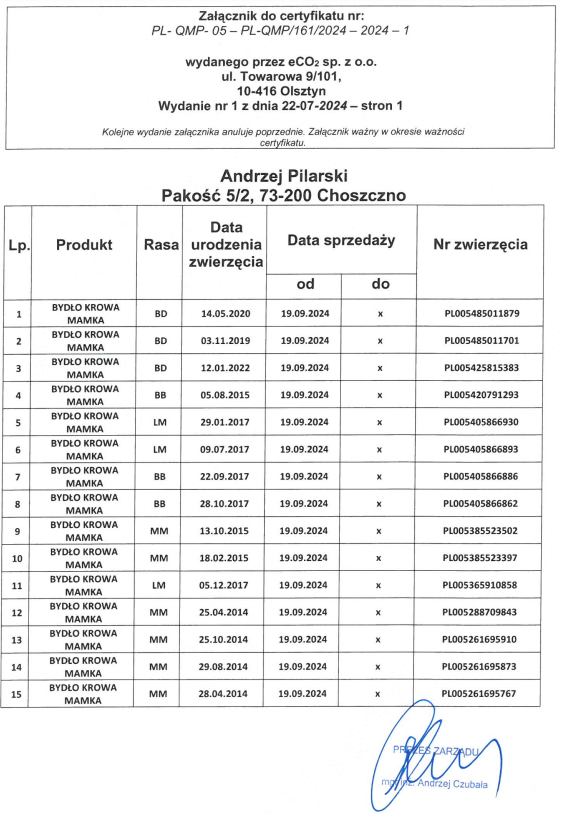 Załącznik do certyfikatu nr:
PL- QMP- 05 – PL-QMP/161/2024 – 2024 – 1
wydanego przez eCO₂ sp. z o.o.
ul. Towarowa 9/101,
10-416 Olsztyn
Wydanie nr 1 z dnia 22-07-2024 – stron 1
Kolejne wydanie załącznika anuluje poprzednie. Załącznik ważny w okresie ważności
certyfikatu.
Andrzej Pilarski
Pakość 5/2, 73-200 Choszczno
Lp. Produkt Rasa Data urodzenia zwierzęcia Data sprzedaży Nr zwierzęcia
od do
1 BYDŁO KROWA MAMKA BD 14.05.2020 19.09.2024 x PL005485011879
2 BYDŁO KROWA MAMKA BD 03.11.2019 19.09.2024 x PL005485011701
3 BYDŁO KROWA MAMKA BD 12.01.2022 19.09.2024 x PL005425815383
4 BYDŁO KROWA MAMKA BB 05.08.2015 19.09.2024 x PL005420791293
5 BYDŁO KROWA MAMKA LM 29.01.2017 19.09.2024 x PL005405866930
6 BYDŁO KROWA MAMKA LM 09.07.2017 19.09.2024 x PL005405866893
7 BYDŁO KROWA MAMKA BB 22.09.2017 19.09.2024 x PL005405866886
8 BYDŁO KROWA MAMKA BB 28.10.2017 19.09.2024 x PL005405866862
9 BYDŁO KROWA MAMKA MM 13.10.2015 19.09.2024 x PL005385523502
10 BYDŁO KROWA MAMKA MM 18.02.2015 19.09.2024 x PL005385523397
11 BYDŁO KROWA MAMKA LM 05.12.2017 19.09.2024 x PL005365910858
12 BYDŁO KROWA MAMKA MM 25.04.2014 19.09.2024 x PL005288709843
13 BYDŁO KROWA MAMKA MM 25.10.2014 19.09.2024 x PL005261695910
14 BYDŁO KROWA MAMKA MM 29.08.2014 19.09.2024 x PL005261695873
15 BYDŁO KROWA MAMKA MM 28.04.2014 19.09.2024 x PL005261695767
PREZES ZARZĄDU
mgr inż. Andrzej Czubala